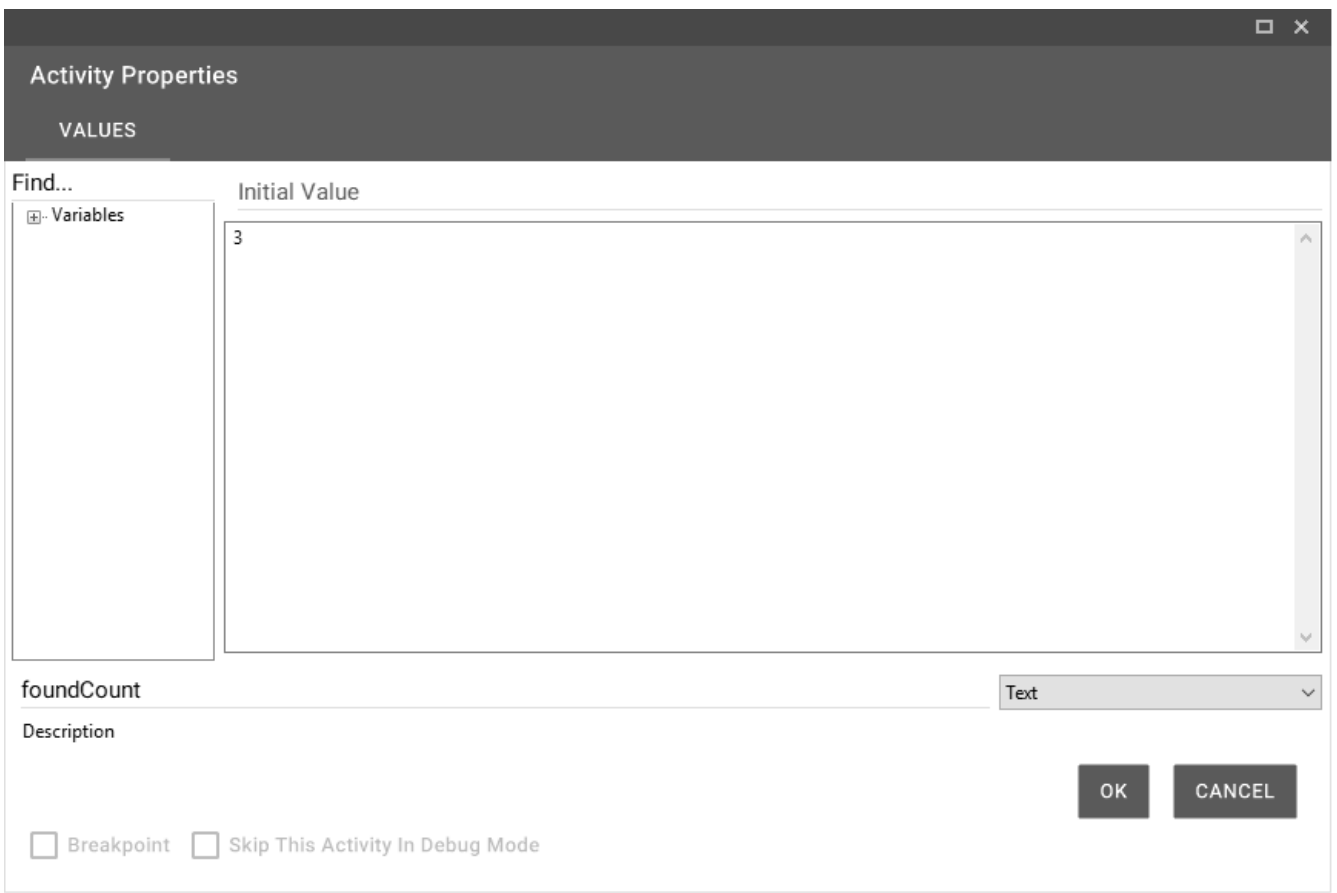 Activity Properties
VALUES
Find...
Initial Value
Variables
3
foundCount
Text
Description
OK
CANCEL
Breakpoint
Skip This Activity In Debug Mode